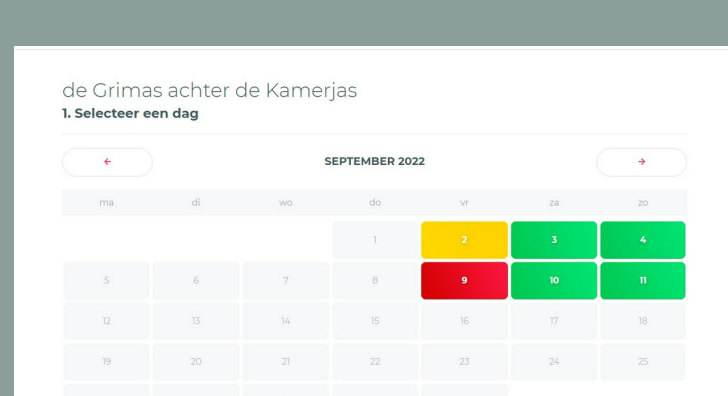 de Grimas achter de Kamerjas
1. Selecteer een dag
← SEPTEMBER 2022 →
ma di wo do vr za zo
1 2 3 4
5 6 7 8 9 10 11
12 13 14 15 16 17 18
19 20 21 22 23 24 25